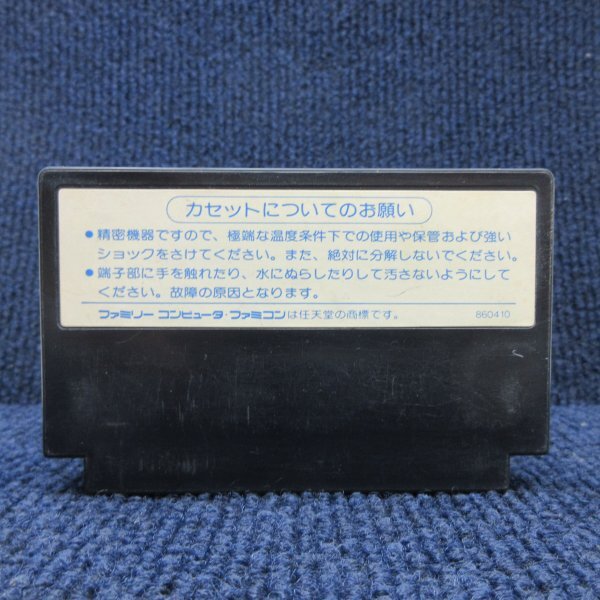 カセットについてのお願い
●精密機器ですので、極端な温度条件下での使用や保管および強い
ショックをさけてください。また、絶対に分解しないでください。
●端子部に手を触れたり、水にぬらしたりして汚さないようにして
ください。故障の原因となります。
ファミリー コンピュータ・ファミコンは任天堂の商標です。 860410